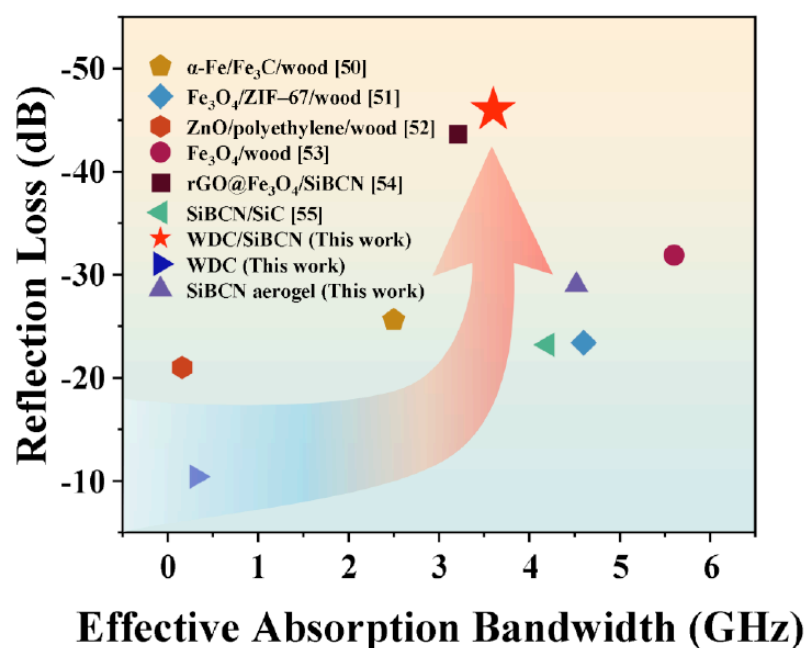 α-Fe/Fe₃C/wood [50]
Fe₃O₄/ZIF–67/wood [51]
ZnO/polyethylene/wood [52]
Fe₃O₄/wood [53]
rGO@Fe₃O₄/SiBCN [54]
SiBCN/SiC [55]
WDC/SiBCN (This work)
WDC (This work)
SiBCN aerogel (This work)
Reflection Loss (dB)
-50
-40
-30
-20
-10
0 1 2 3 4 5 6
Effective Absorption Bandwidth (GHz)